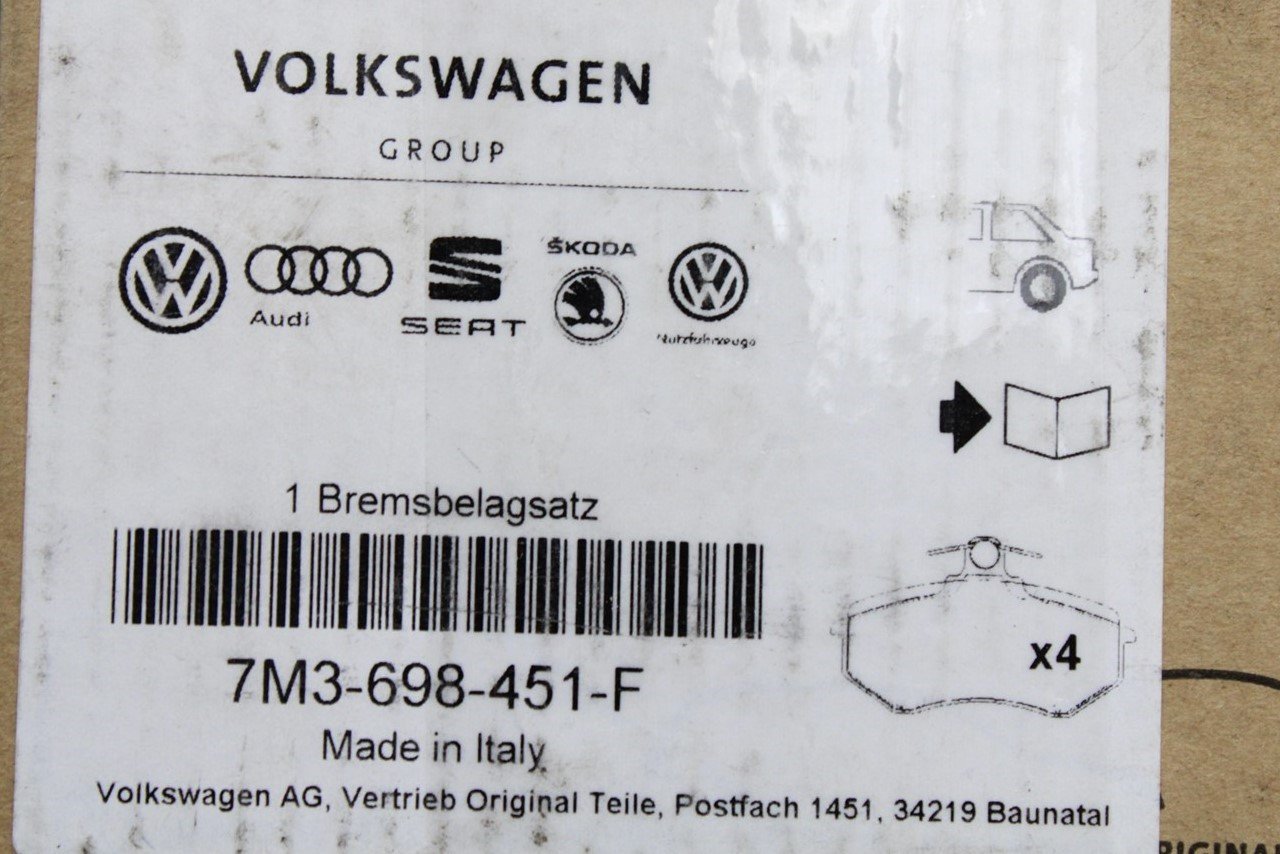 VOLKSWAGEN
GROUP
Audi
SEAT
ŠKODA
Nutzfahrzeuge
1 Bremsbelagsatz
x4
7M3-698-451-F
Made in Italy
Volkswagen AG, Vertrieb Original Teile, Postfach 1451, 34219 Baunatal